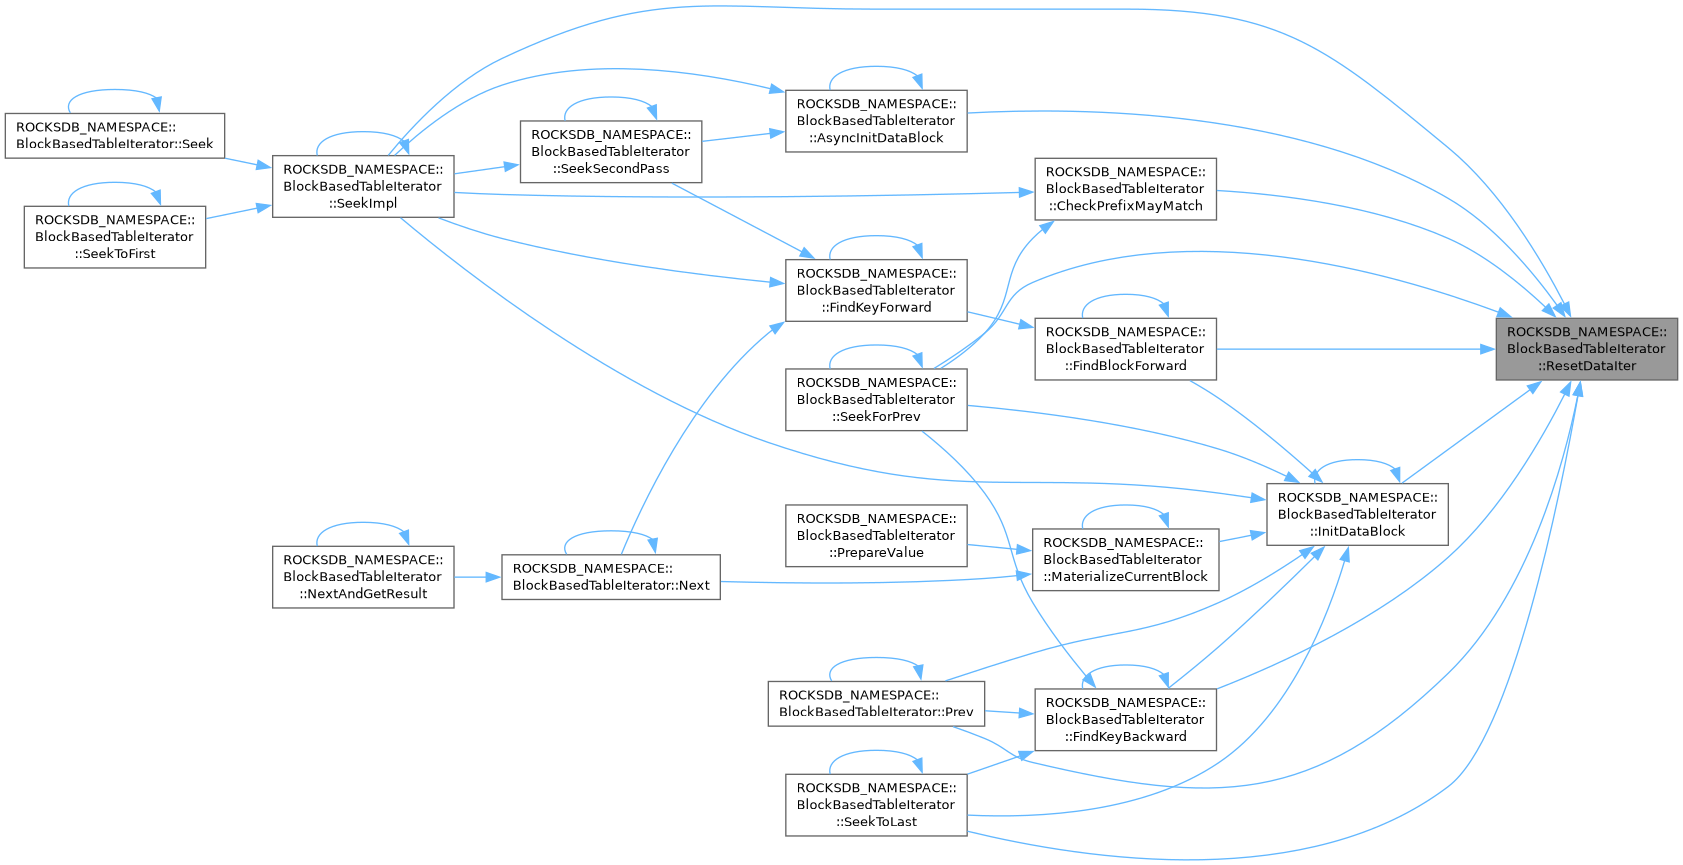 ROCKSDB_NAMESPACE::
BlockBasedTableIterator::Seek
ROCKSDB_NAMESPACE::
BlockBasedTableIterator
::SeekToFirst
ROCKSDB_NAMESPACE::
BlockBasedTableIterator
::SeekImpl
ROCKSDB_NAMESPACE::
BlockBasedTableIterator
::NextAndGetResult
ROCKSDB_NAMESPACE::
BlockBasedTableIterator
::SeekSecondPass
ROCKSDB_NAMESPACE::
BlockBasedTableIterator::Next
ROCKSDB_NAMESPACE::
BlockBasedTableIterator
::AsyncInitDataBlock
ROCKSDB_NAMESPACE::
BlockBasedTableIterator
::FindKeyForward
ROCKSDB_NAMESPACE::
BlockBasedTableIterator
::SeekForPrev
ROCKSDB_NAMESPACE::
BlockBasedTableIterator
::PrepareValue
ROCKSDB_NAMESPACE::
BlockBasedTableIterator::Prev
ROCKSDB_NAMESPACE::
BlockBasedTableIterator
::SeekToLast
ROCKSDB_NAMESPACE::
BlockBasedTableIterator
::CheckPrefixMayMatch
ROCKSDB_NAMESPACE::
BlockBasedTableIterator
::FindBlockForward
ROCKSDB_NAMESPACE::
BlockBasedTableIterator
::MaterializeCurrentBlock
ROCKSDB_NAMESPACE::
BlockBasedTableIterator
::FindKeyBackward
ROCKSDB_NAMESPACE::
BlockBasedTableIterator
::InitDataBlock
ROCKSDB_NAMESPACE::
BlockBasedTableIterator
::ResetDataIter